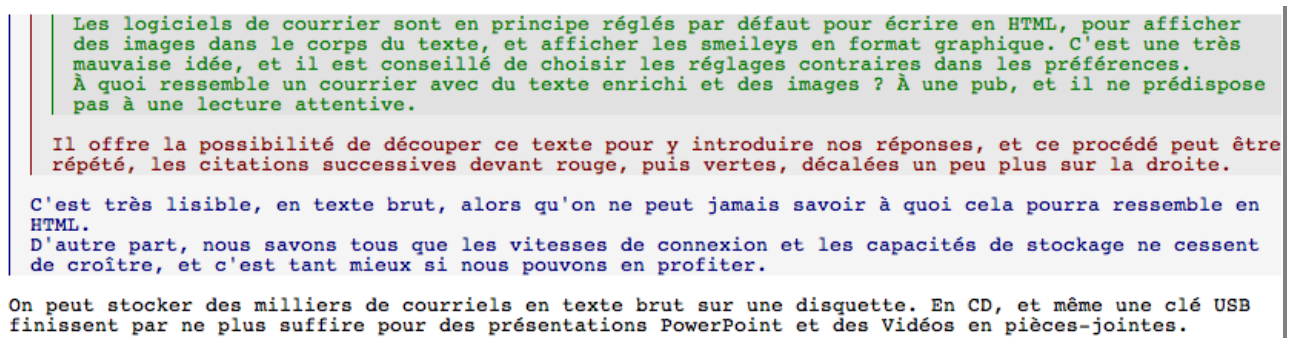 Les logiciels de courrier sont en principe réglés par défaut pour écrire en HTML, pour afficher
des images dans le corps du texte, et afficher les smeileys en format graphique. C'est une très
mauvaise idée, et il est conseillé de choisir les réglages contraires dans les préférences.
À quoi ressemble un courrier avec du texte enrichi et des images ? À une pub, et il ne prédispose
pas à une lecture attentive.
Il offre la possibilité de découper ce texte pour y introduire nos réponses, et ce procédé peut être
répété, les citations successives devant rouge, puis vertes, décalées un peu plus sur la droite.
C'est très lisible, en texte brut, alors qu'on ne peut jamais savoir à quoi cela pourra ressemble en
HTML.
D'autre part, nous savons tous que les vitesses de connexion et les capacités de stockage ne cessent
de croître, et c'est tant mieux si nous pouvons en profiter.
On peut stocker des milliers de courriels en texte brut sur une disquette. En CD, et même une clé USB
finissent par ne plus suffire pour des présentations PowerPoint et des Vidéos en pièces-jointes.